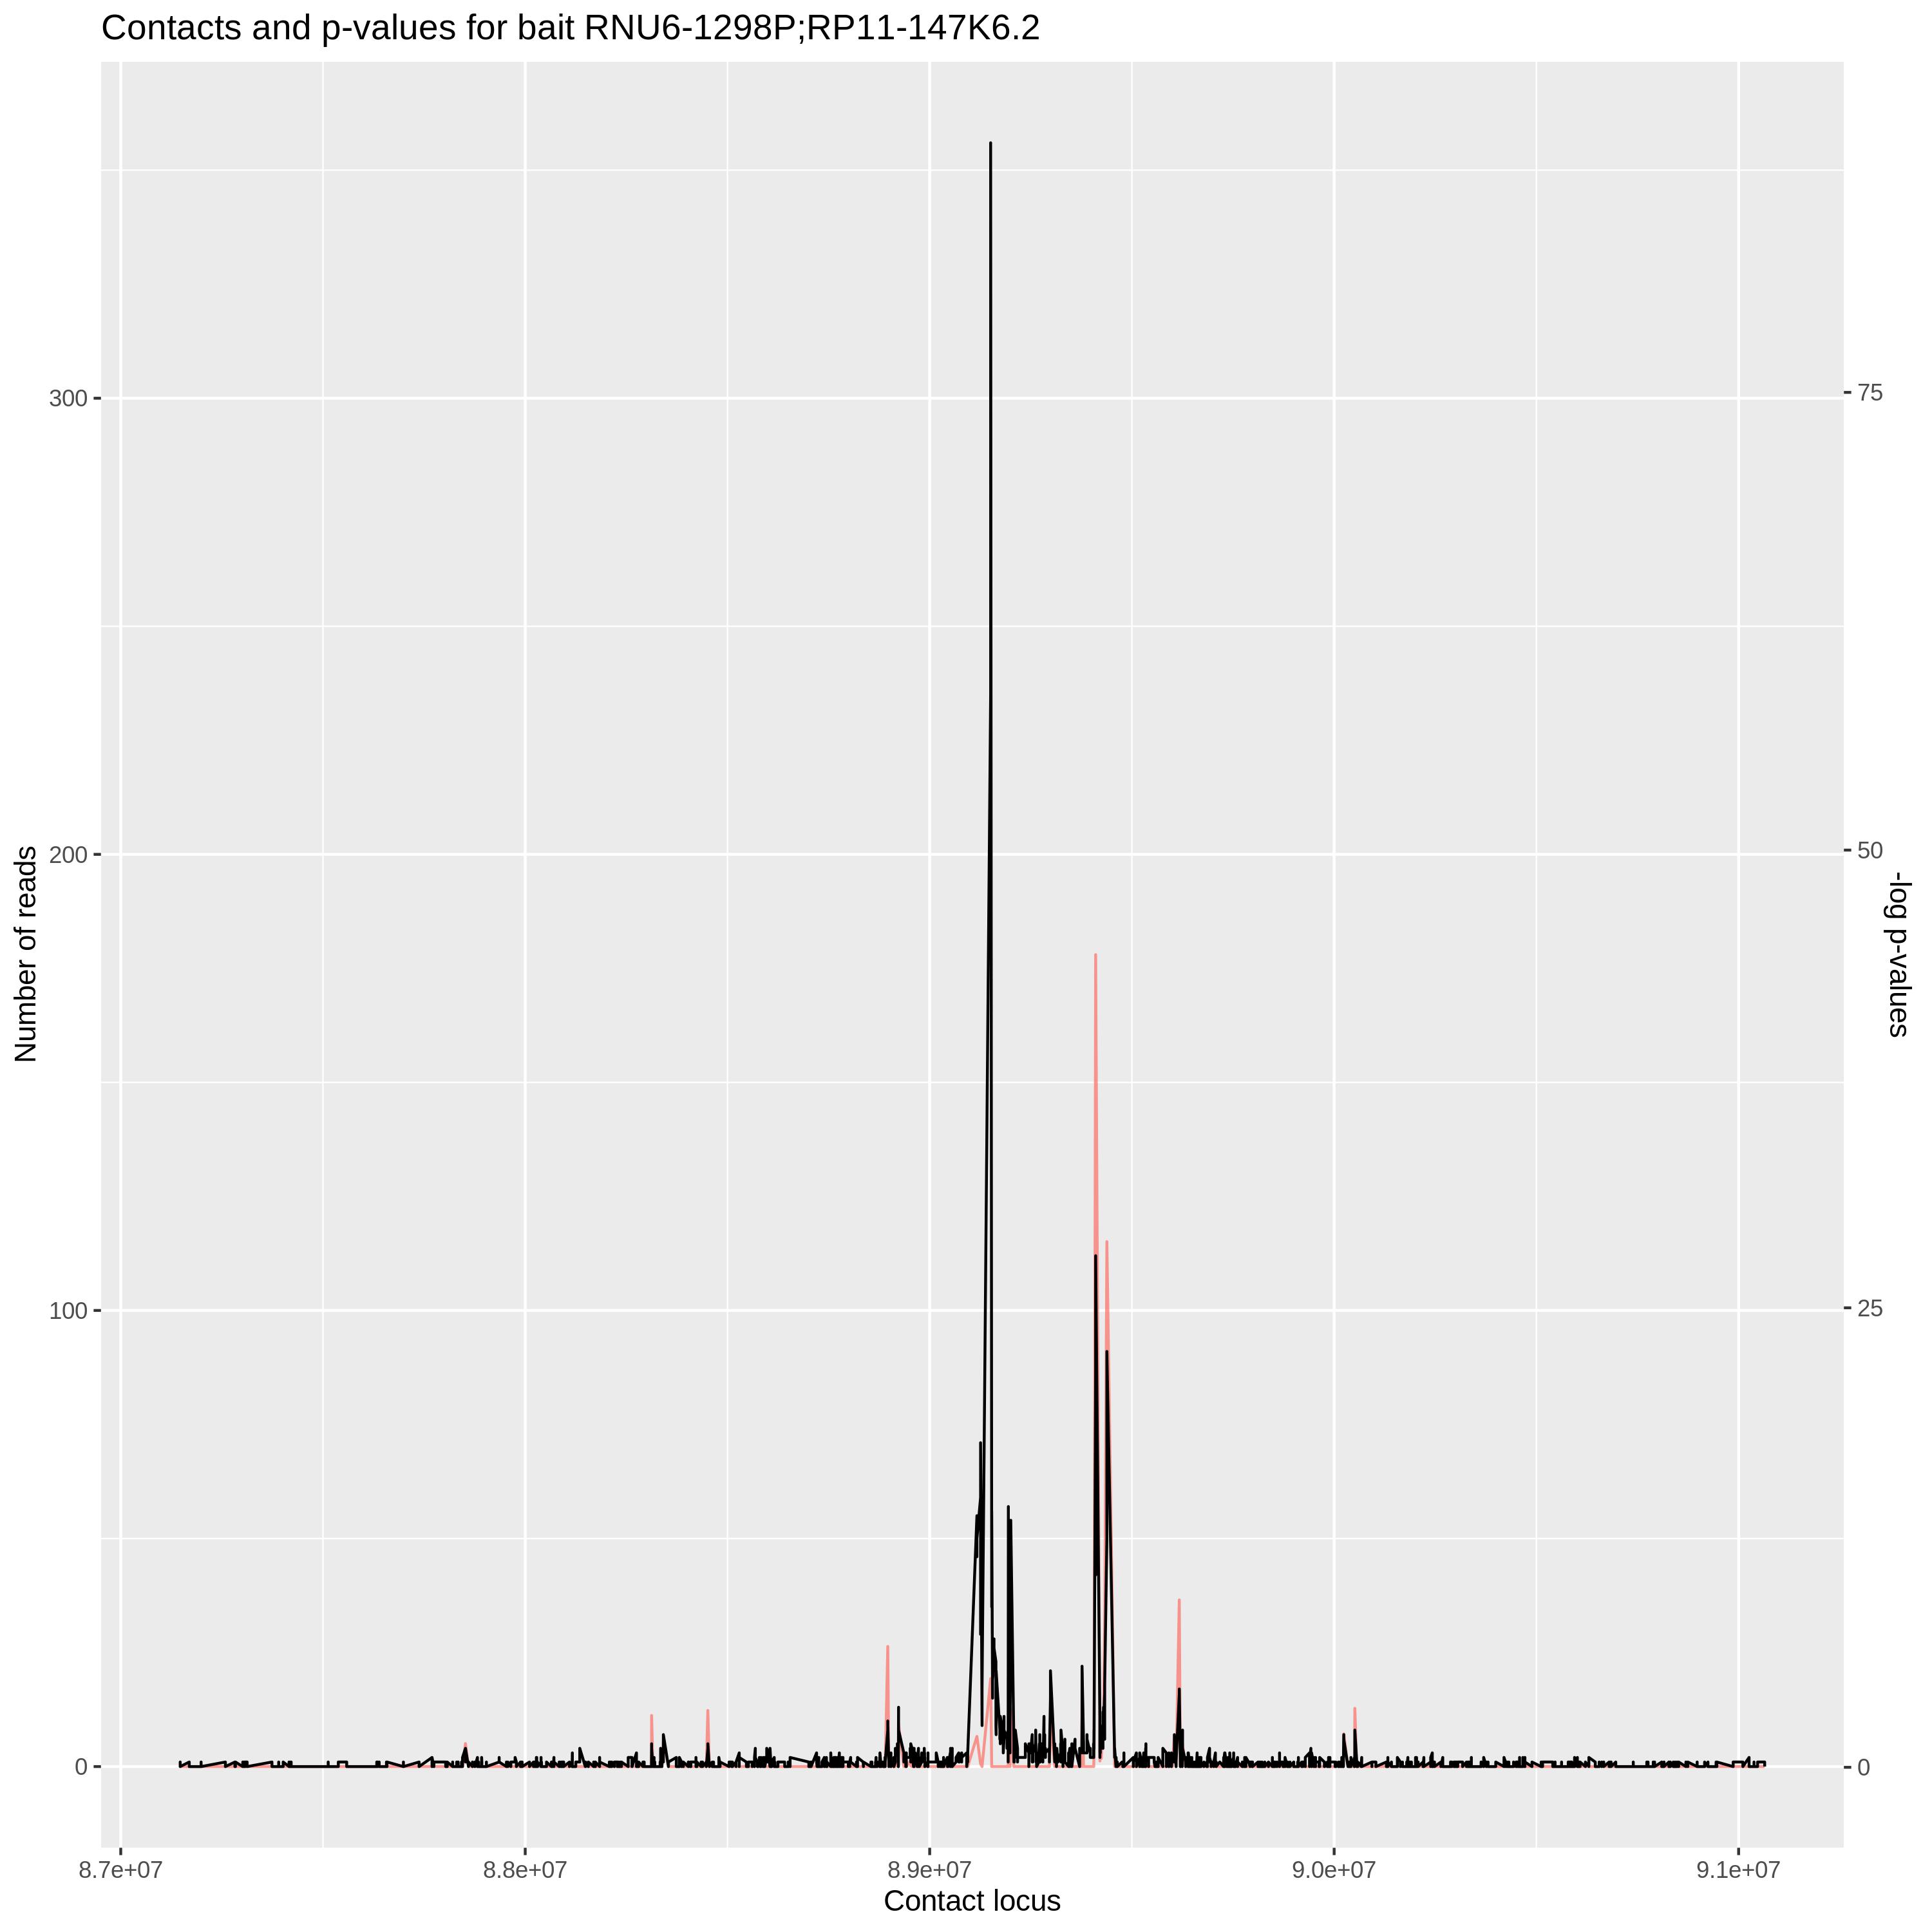 Contacts and p-values for bait RNU6-1298P;RP11-147K6.2
Number of reads
300
200
100
0
75
50
25
0
-log p-values
8.7e+07 8.8e+07 8.9e+07 9.0e+07 9.1e+07
Contact locus